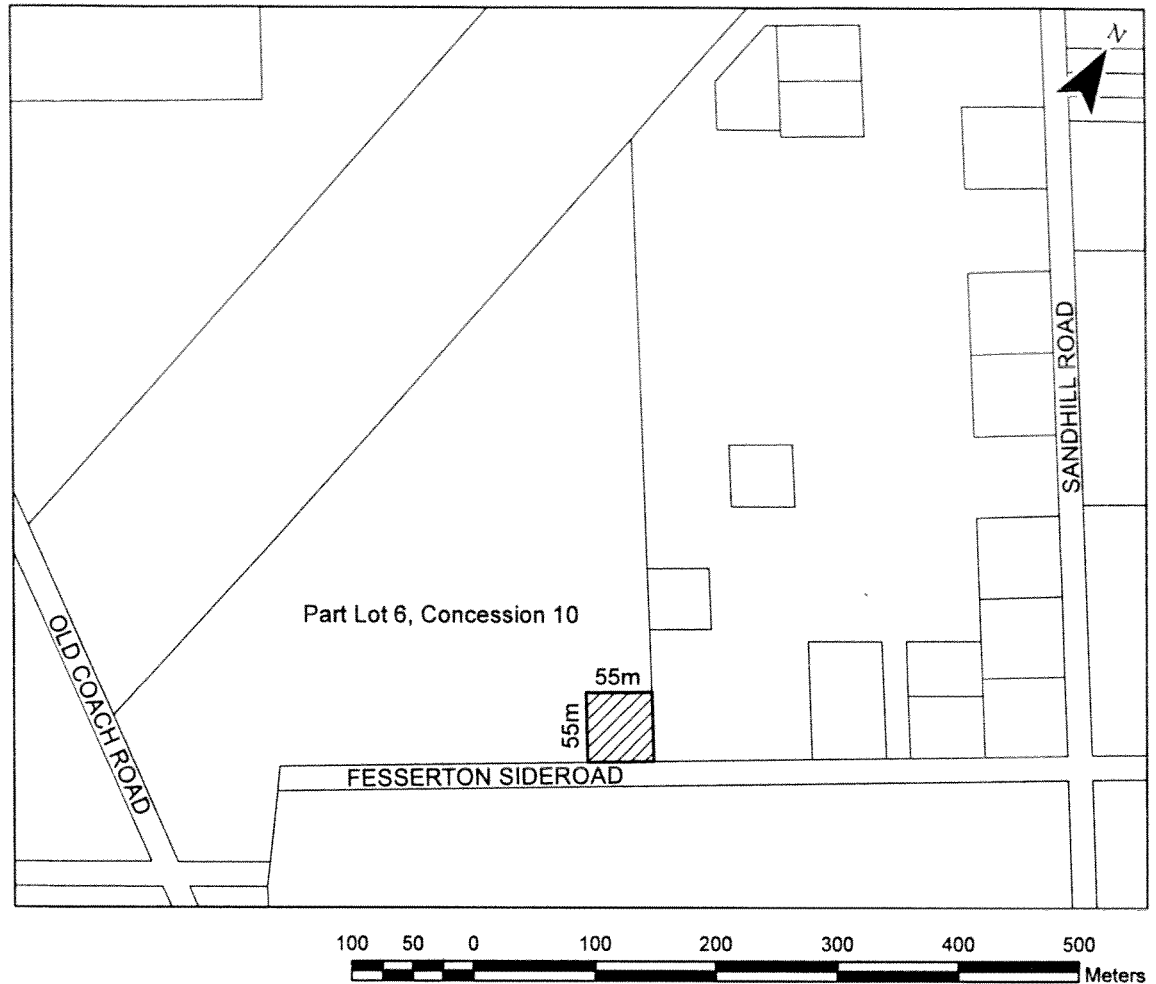 N
SANDHILL ROAD
Part Lot 6, Concession 10
OLD COACH ROAD
55m
55m
FESSERTON SIDEROAD
100 50 0 100 200 300 400 500
Meters